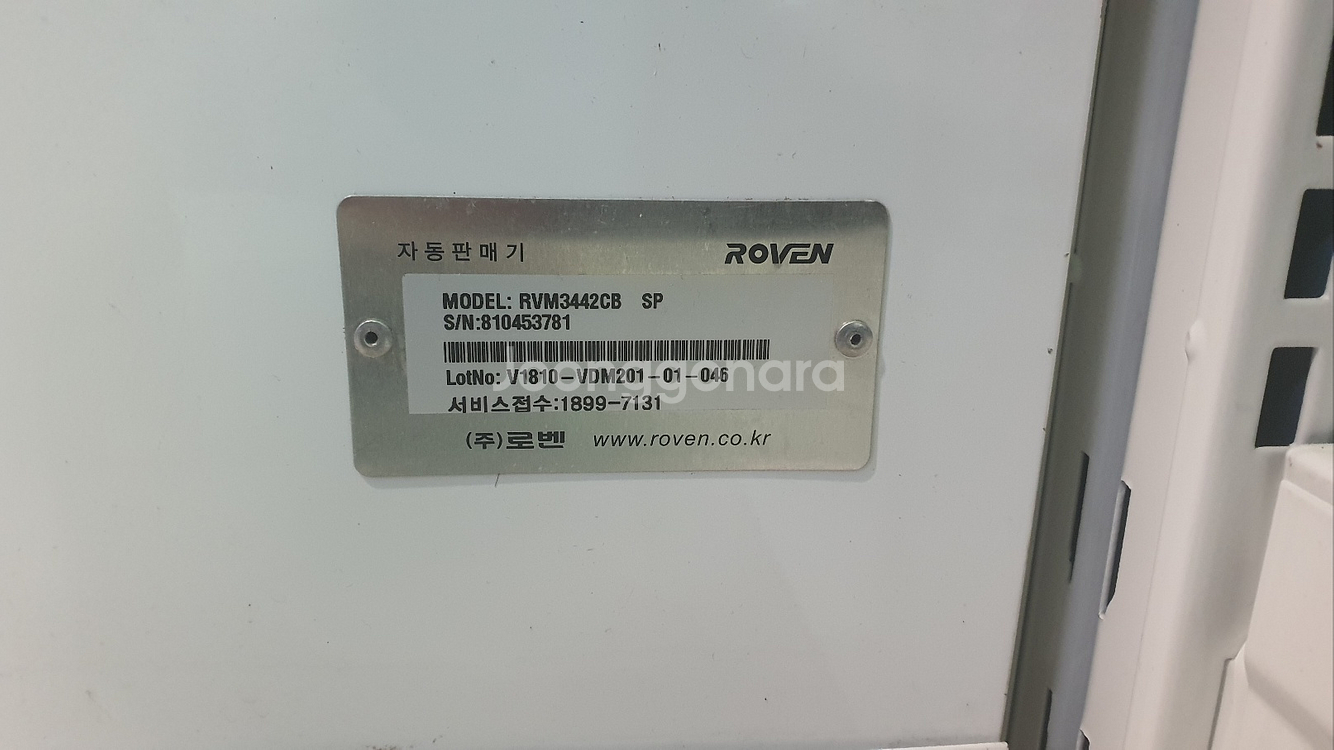 자동판매기 ROVEN
MODEL: RVM3442CB SP
S/N:810453781
LotNo: V1810-VDM201-01-046
Joonggonara
서비스접수:1899-7131
(주)로벤 www.roven.co.kr